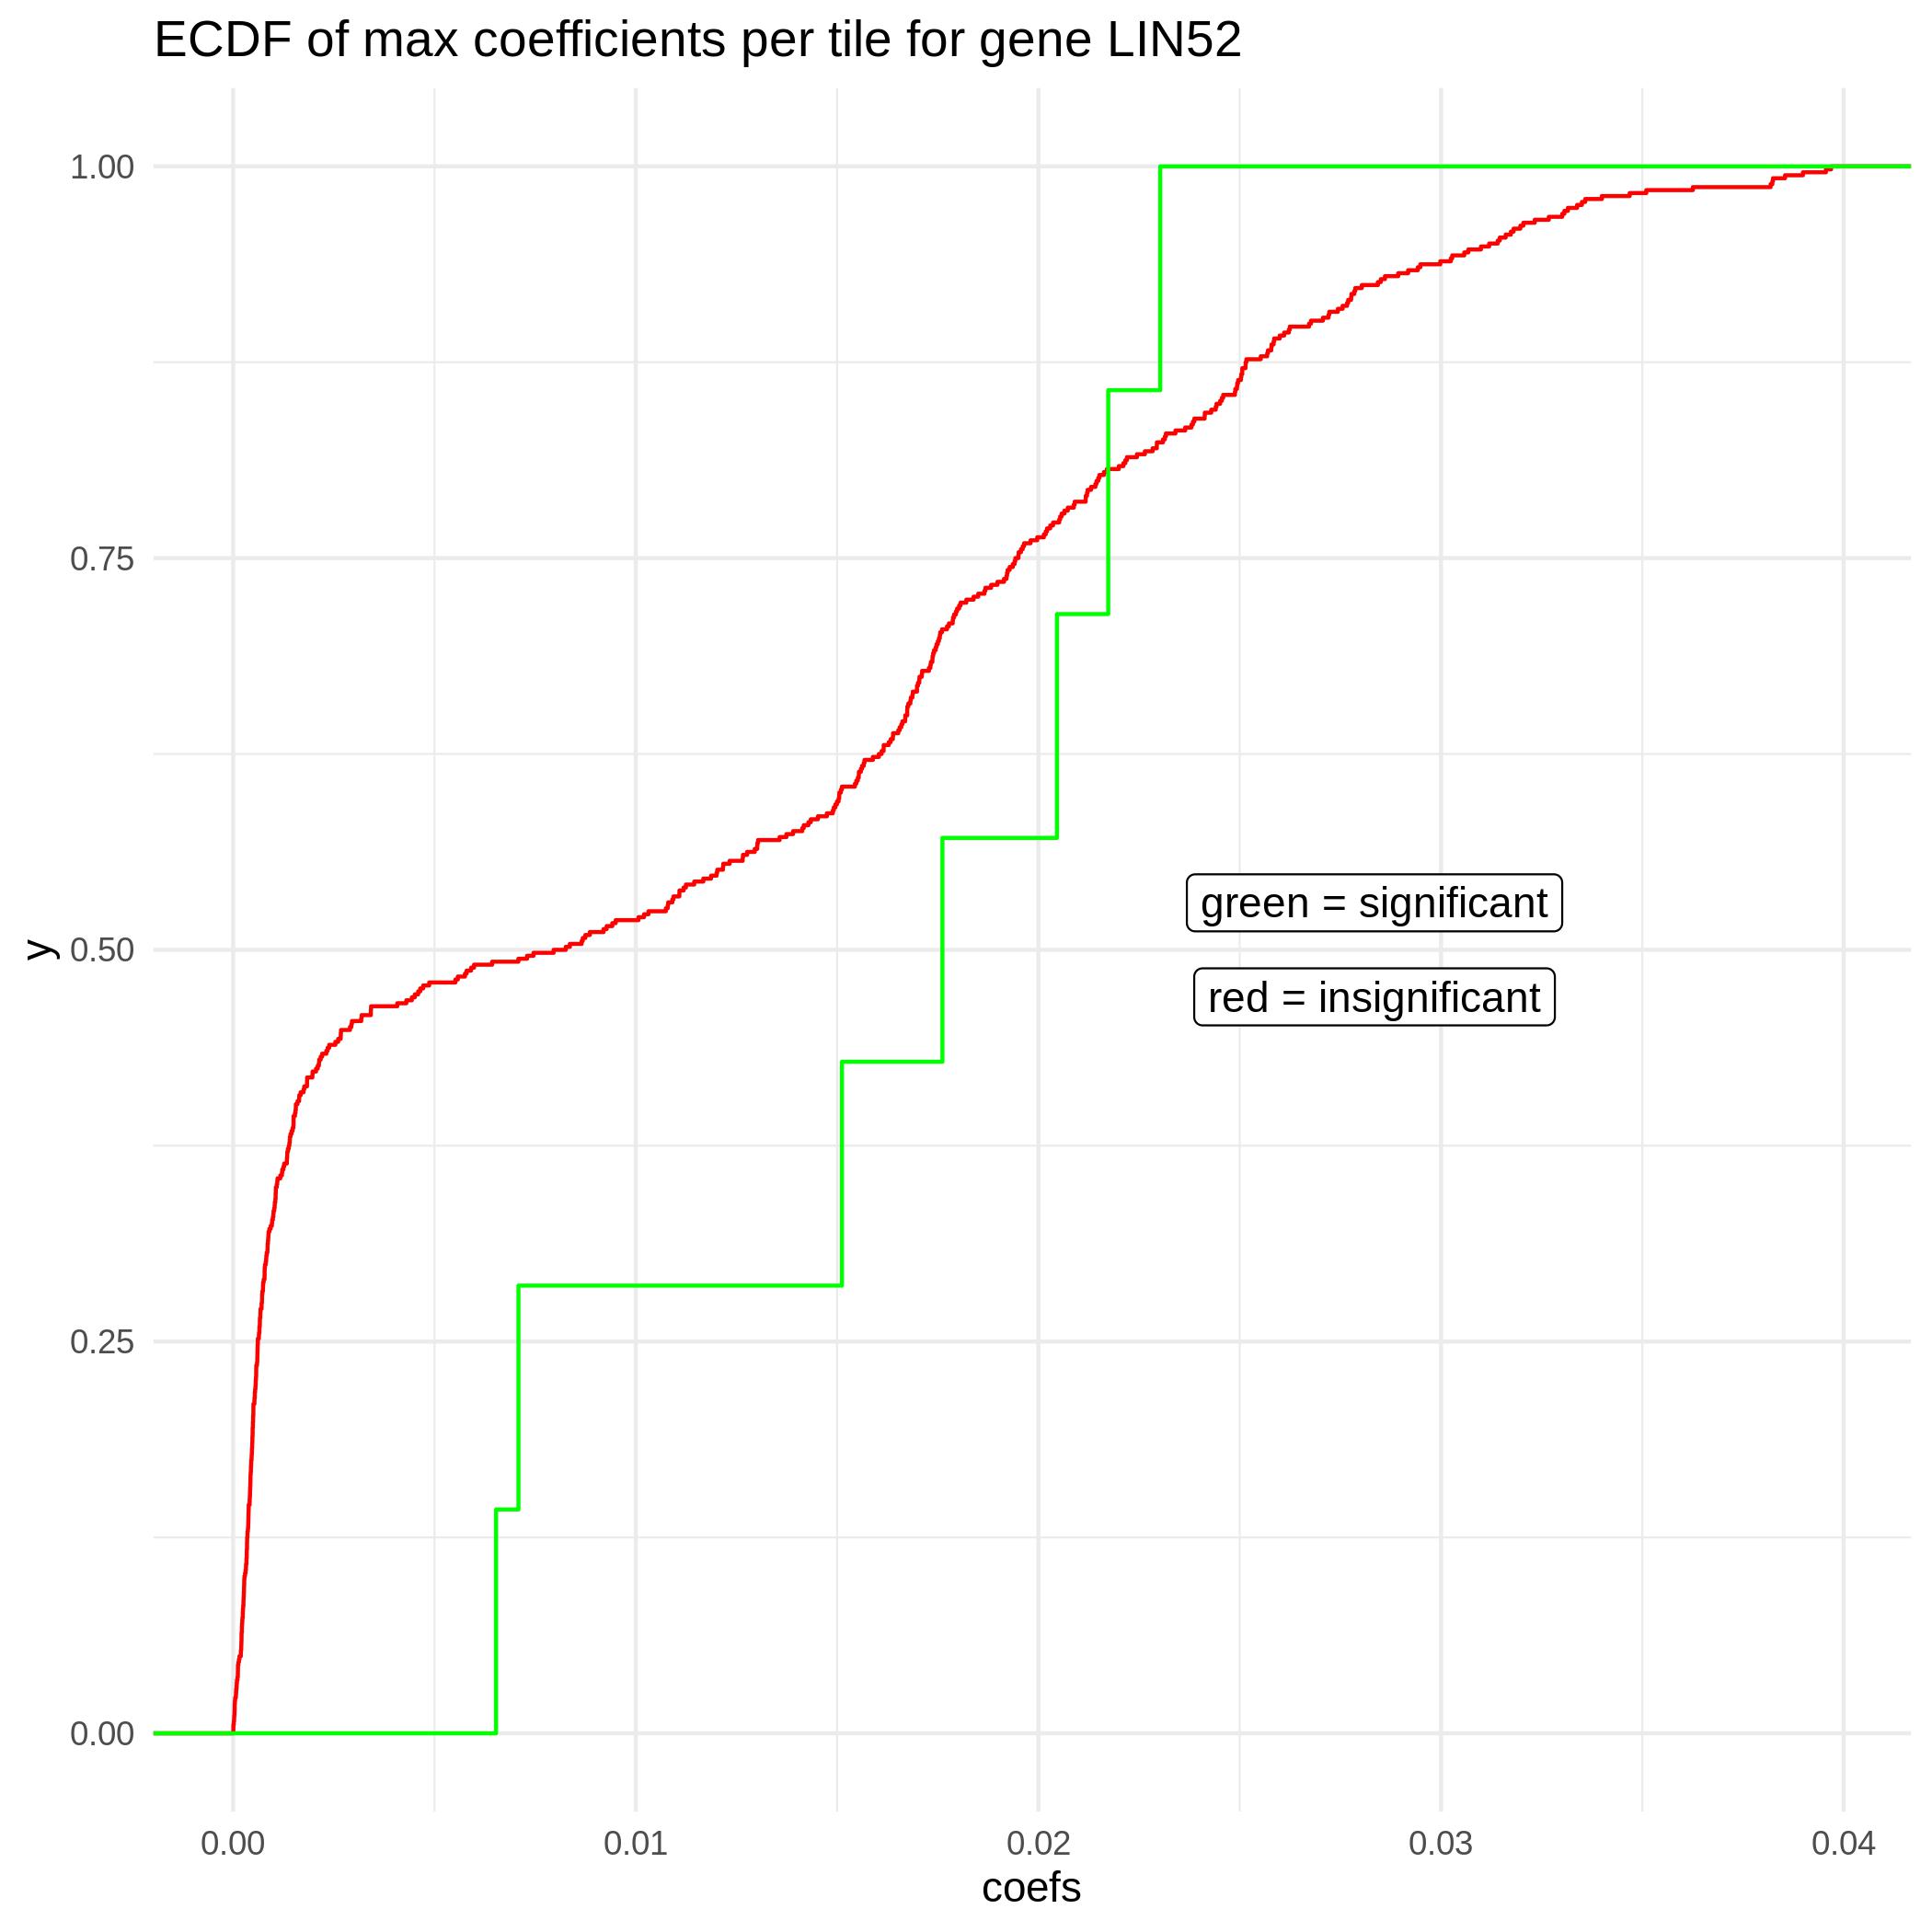 ECDF of max coefficients per tile for gene LIN52
1.00
0.75
0.50
0.25
0.00
y
green = significant
red = insignificant
0.00 0.01 0.02 0.03 0.04
coefs